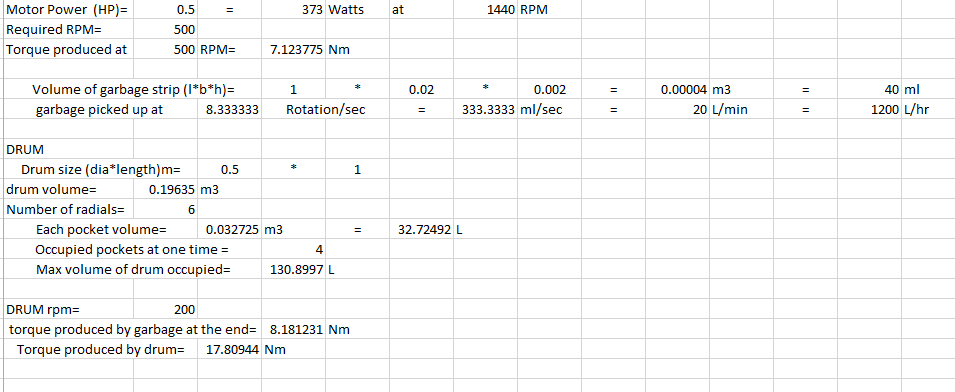 Motor Power (HP)= 0.5 = 373 Watts at 1440 RPM
Required RPM= 500
Torque produced at 500 RPM= 7.123775 Nm
Volume of garbage strip (l*b*h)= 1 * 0.02 * 0.002 = 0.00004 m3 = 40 ml
garbage picked up at 8.333333 Rotation/sec = 333.3333 ml/sec = 20 L/min = 1200 L/hr
DRUM
Drum size (dia*length)m= 0.5 * 1
drum volume= 0.19635 m3
Number of radials= 6
Each pocket volume= 0.032725 m3 = 32.72492 L
Occupied pockets at one time = 4
Max volume of drum occupied= 130.8997 L
DRUM rpm= 200
torque produced by garbage at the end= 8.181231 Nm
Torque produced by drum= 17.80944 Nm